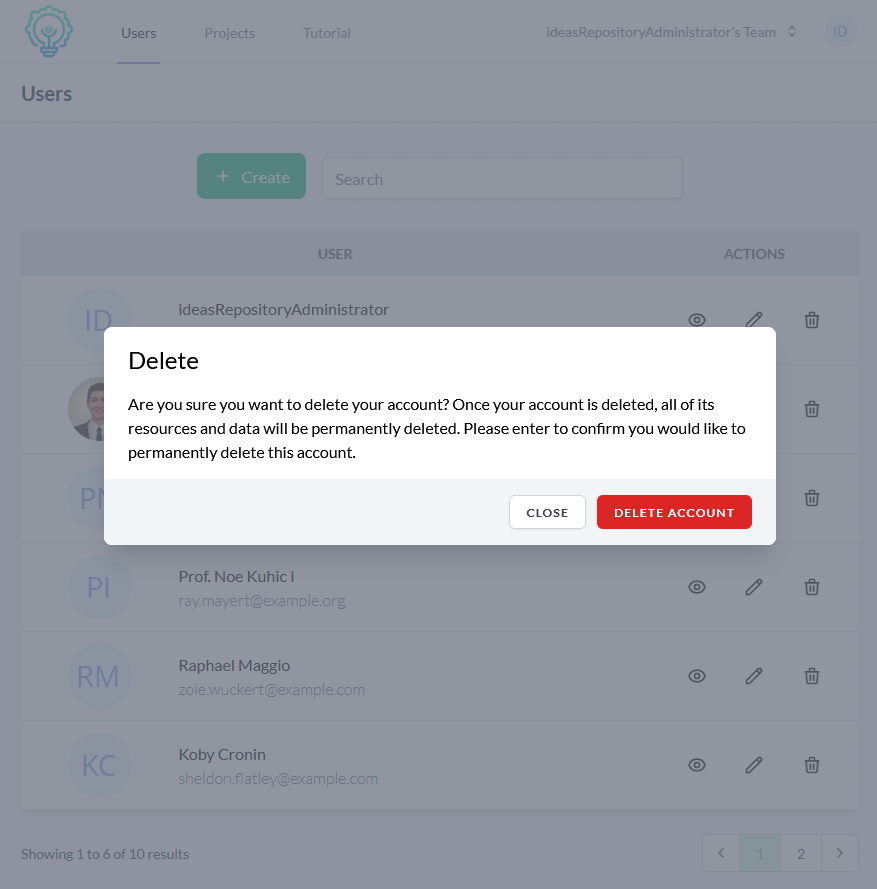 Users Projects Tutorial ideasRepositoryAdministrator's Team ID
Users
+ Create Search
USER ACTIONS
ID ideasRepositoryAdministrator
Delete
Are you sure you want to delete your account? Once your account is deleted, all of its
resources and data will be permanently deleted. Please enter to confirm you would like to
permanently delete this account.
CLOSE DELETE ACCOUNT
PI Prof. Noe Kuhic I
ray.mayert@example.org
RM Raphael Maggio
zoie.wuckert@example.com
KC Koby Cronin
sheldon.flatley@example.com
Showing 1 to 6 of 10 results 1 2